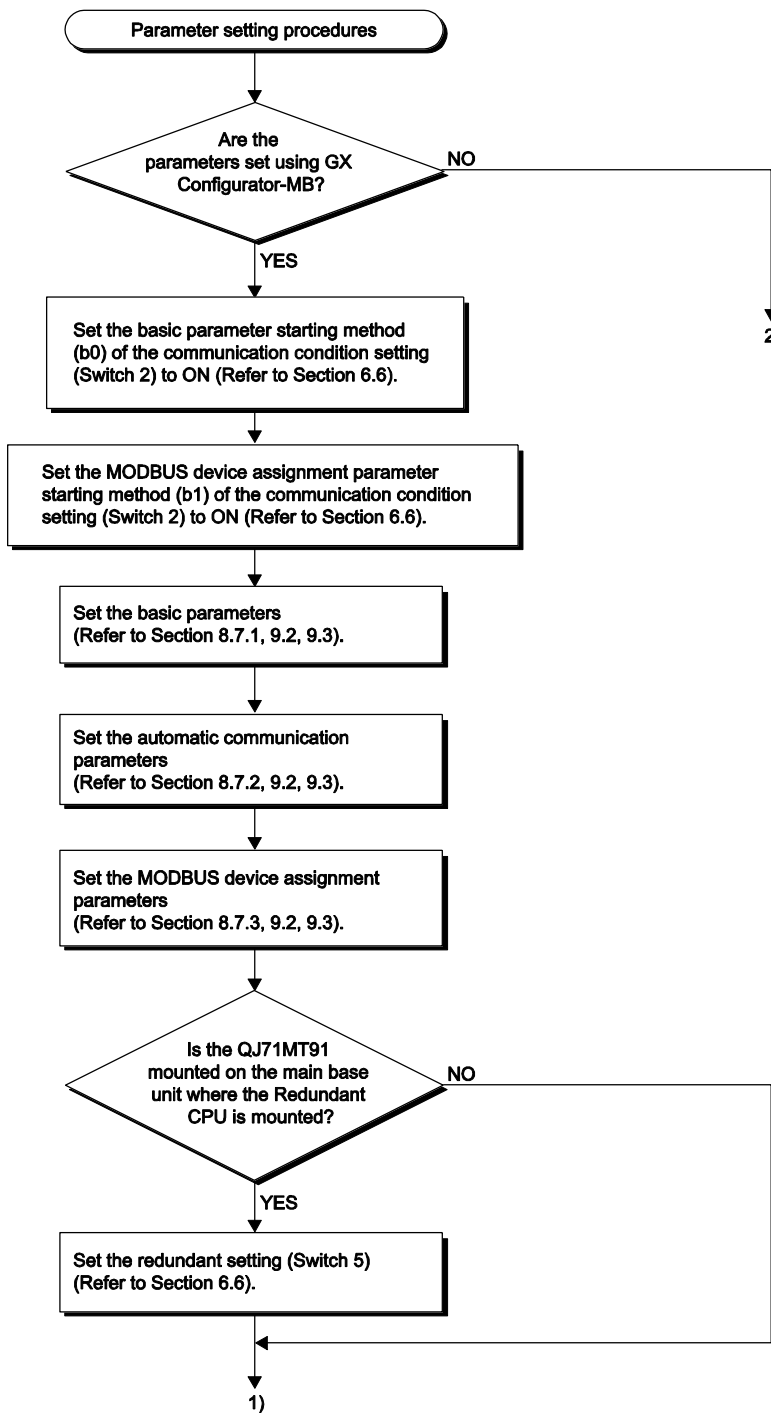 Parameter setting procedures
Are the
parameters set using GX
Configurator-MB?
NO
YES
Set the basic parameter starting method
(b0) of the communication condition setting
(Switch 2) to ON (Refer to Section 6.6).
2
Set the MODBUS device assignment parameter
starting method (b1) of the communication condition
setting (Switch 2) to ON (Refer to Section 6.6).
Set the basic parameters
(Refer to Section 8.7.1, 9.2, 9.3).
Set the automatic communication
parameters
(Refer to Section 8.7.2, 9.2, 9.3).
Set the MODBUS device assignment
parameters
(Refer to Section 8.7.3, 9.2, 9.3).
Is the QJ71MT91
mounted on the main base
unit where the Redundant
CPU is mounted?
NO
YES
Set the redundant setting (Switch 5)
(Refer to Section 6.6).
1)